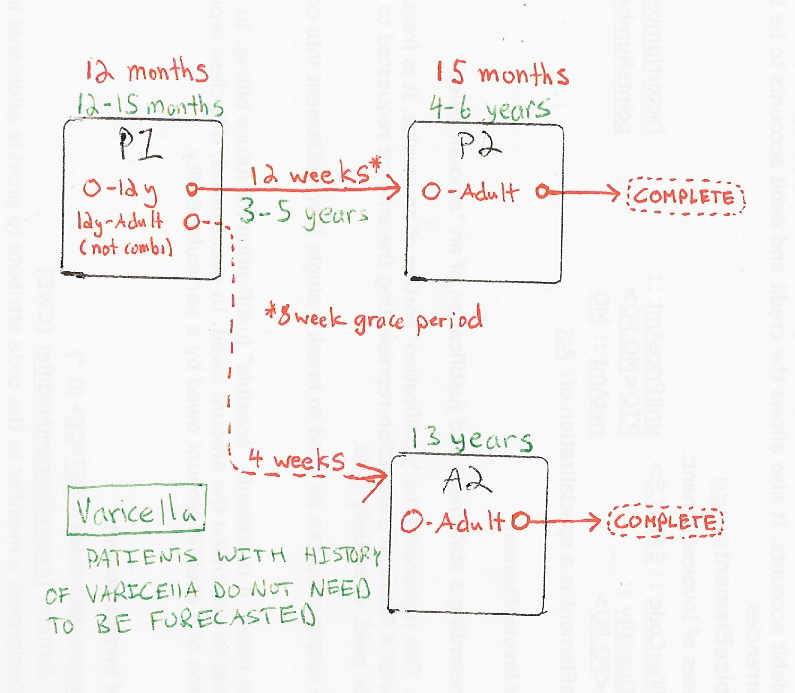 12 months
12-15 months
P1
0-12y
12y-Adult
(not combi)
12 weeks*
3-5 years
15 months
4-6 years
P2
0-Adult
COMPLETE
*8 week grace period
4 weeks
13 years
A2
0-Adult
COMPLETE
Varicella
PATIENTS WITH HISTORY
OF VARICELLA DO NOT NEED
TO BE FORECASTED